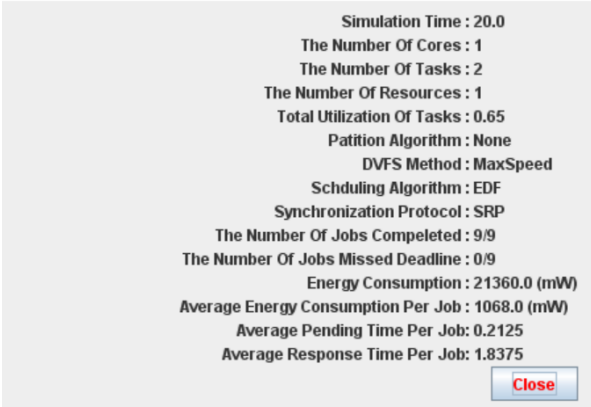 Simulation Time : 20.0
The Number Of Cores : 1
The Number Of Tasks : 2
The Number Of Resources : 1
Total Utilization Of Tasks : 0.65
Patition Algorithm : None
DVFS Method : MaxSpeed
Schduling Algorithm : EDF
Synchronization Protocol : SRP
The Number Of Jobs Compeleted : 9/9
The Number Of Jobs Missed Deadline : 0/9
Energy Consumption : 21360.0 (mW)
Average Energy Consumption Per Job : 1068.0 (mW)
Average Pending Time Per Job: 0.2125
Average Response Time Per Job: 1.8375
Close